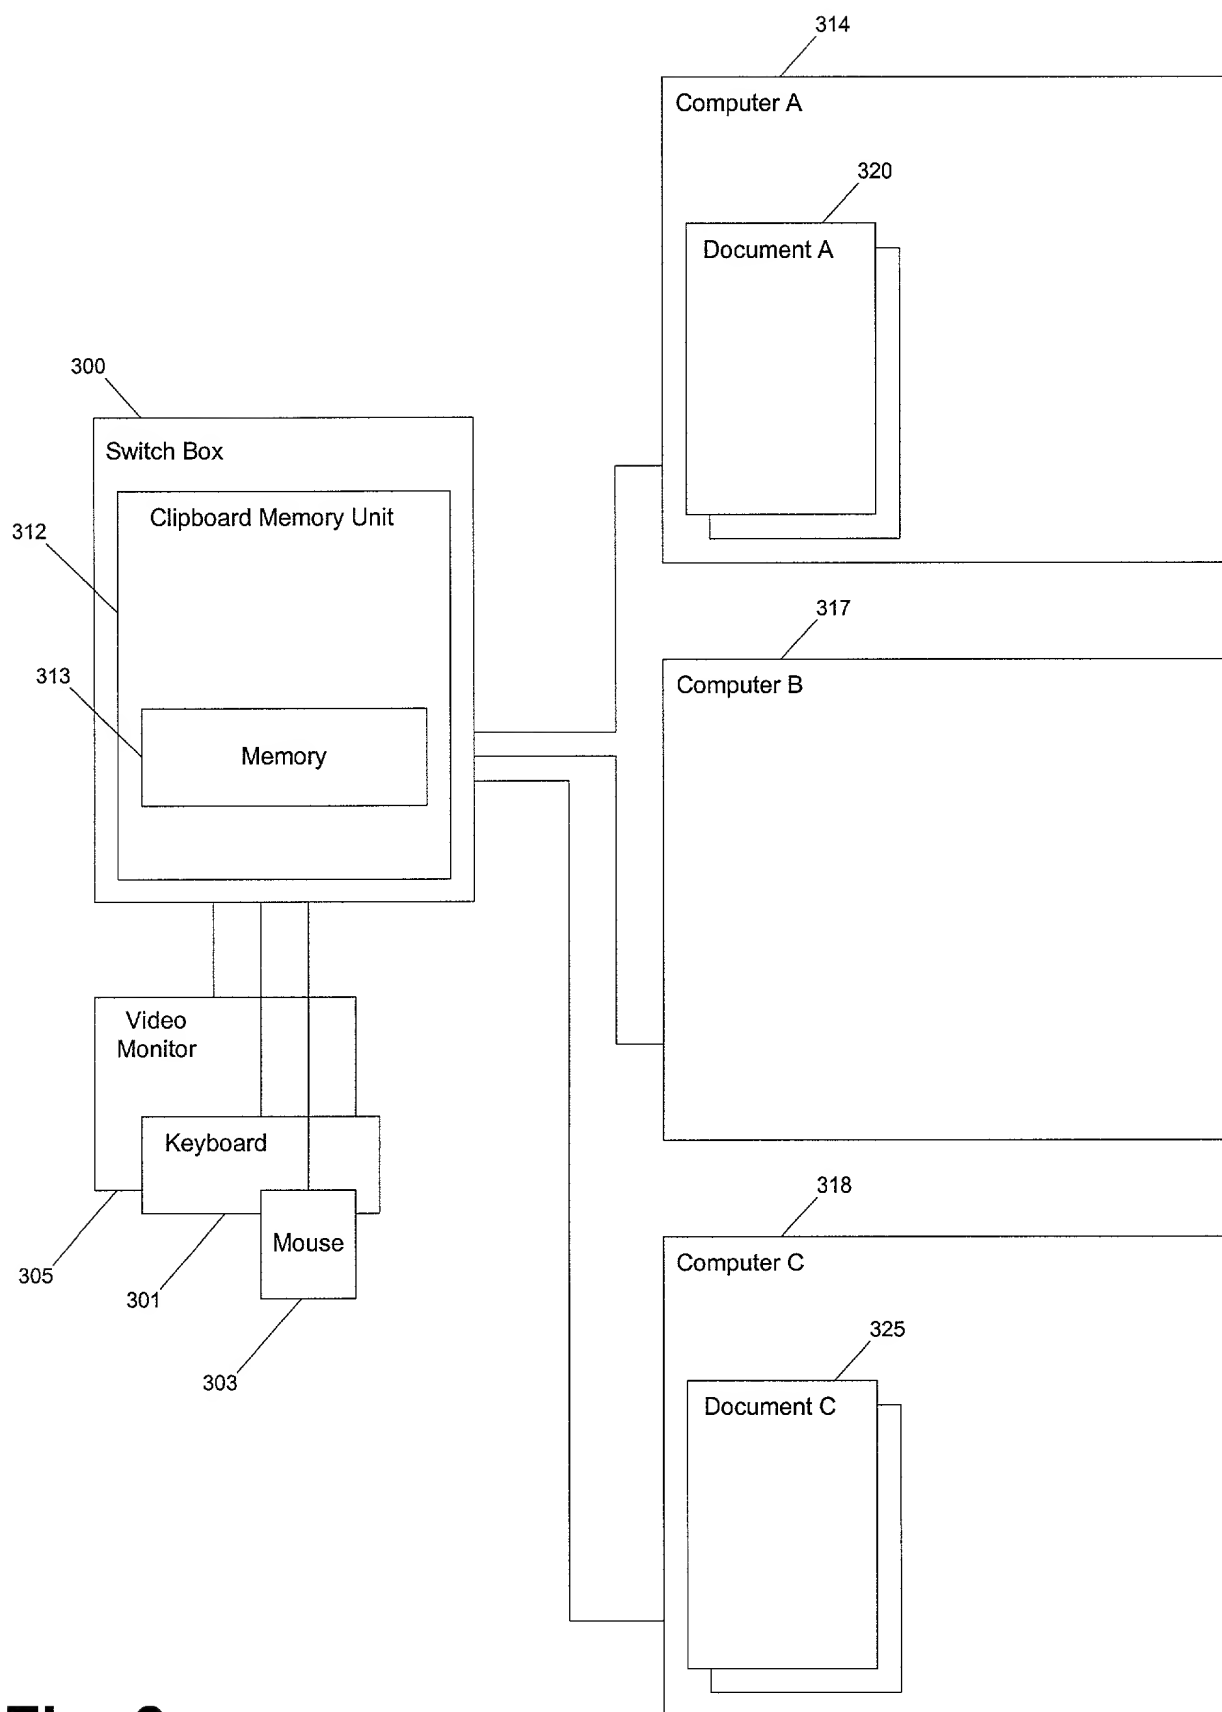 314
Computer A
320
Document A
300
Switch Box
Clipboard Memory Unit
312
313
Memory
317
Computer B
Video
Monitor
Keyboard
Mouse
305
301
303
318
Computer C
325
Document C